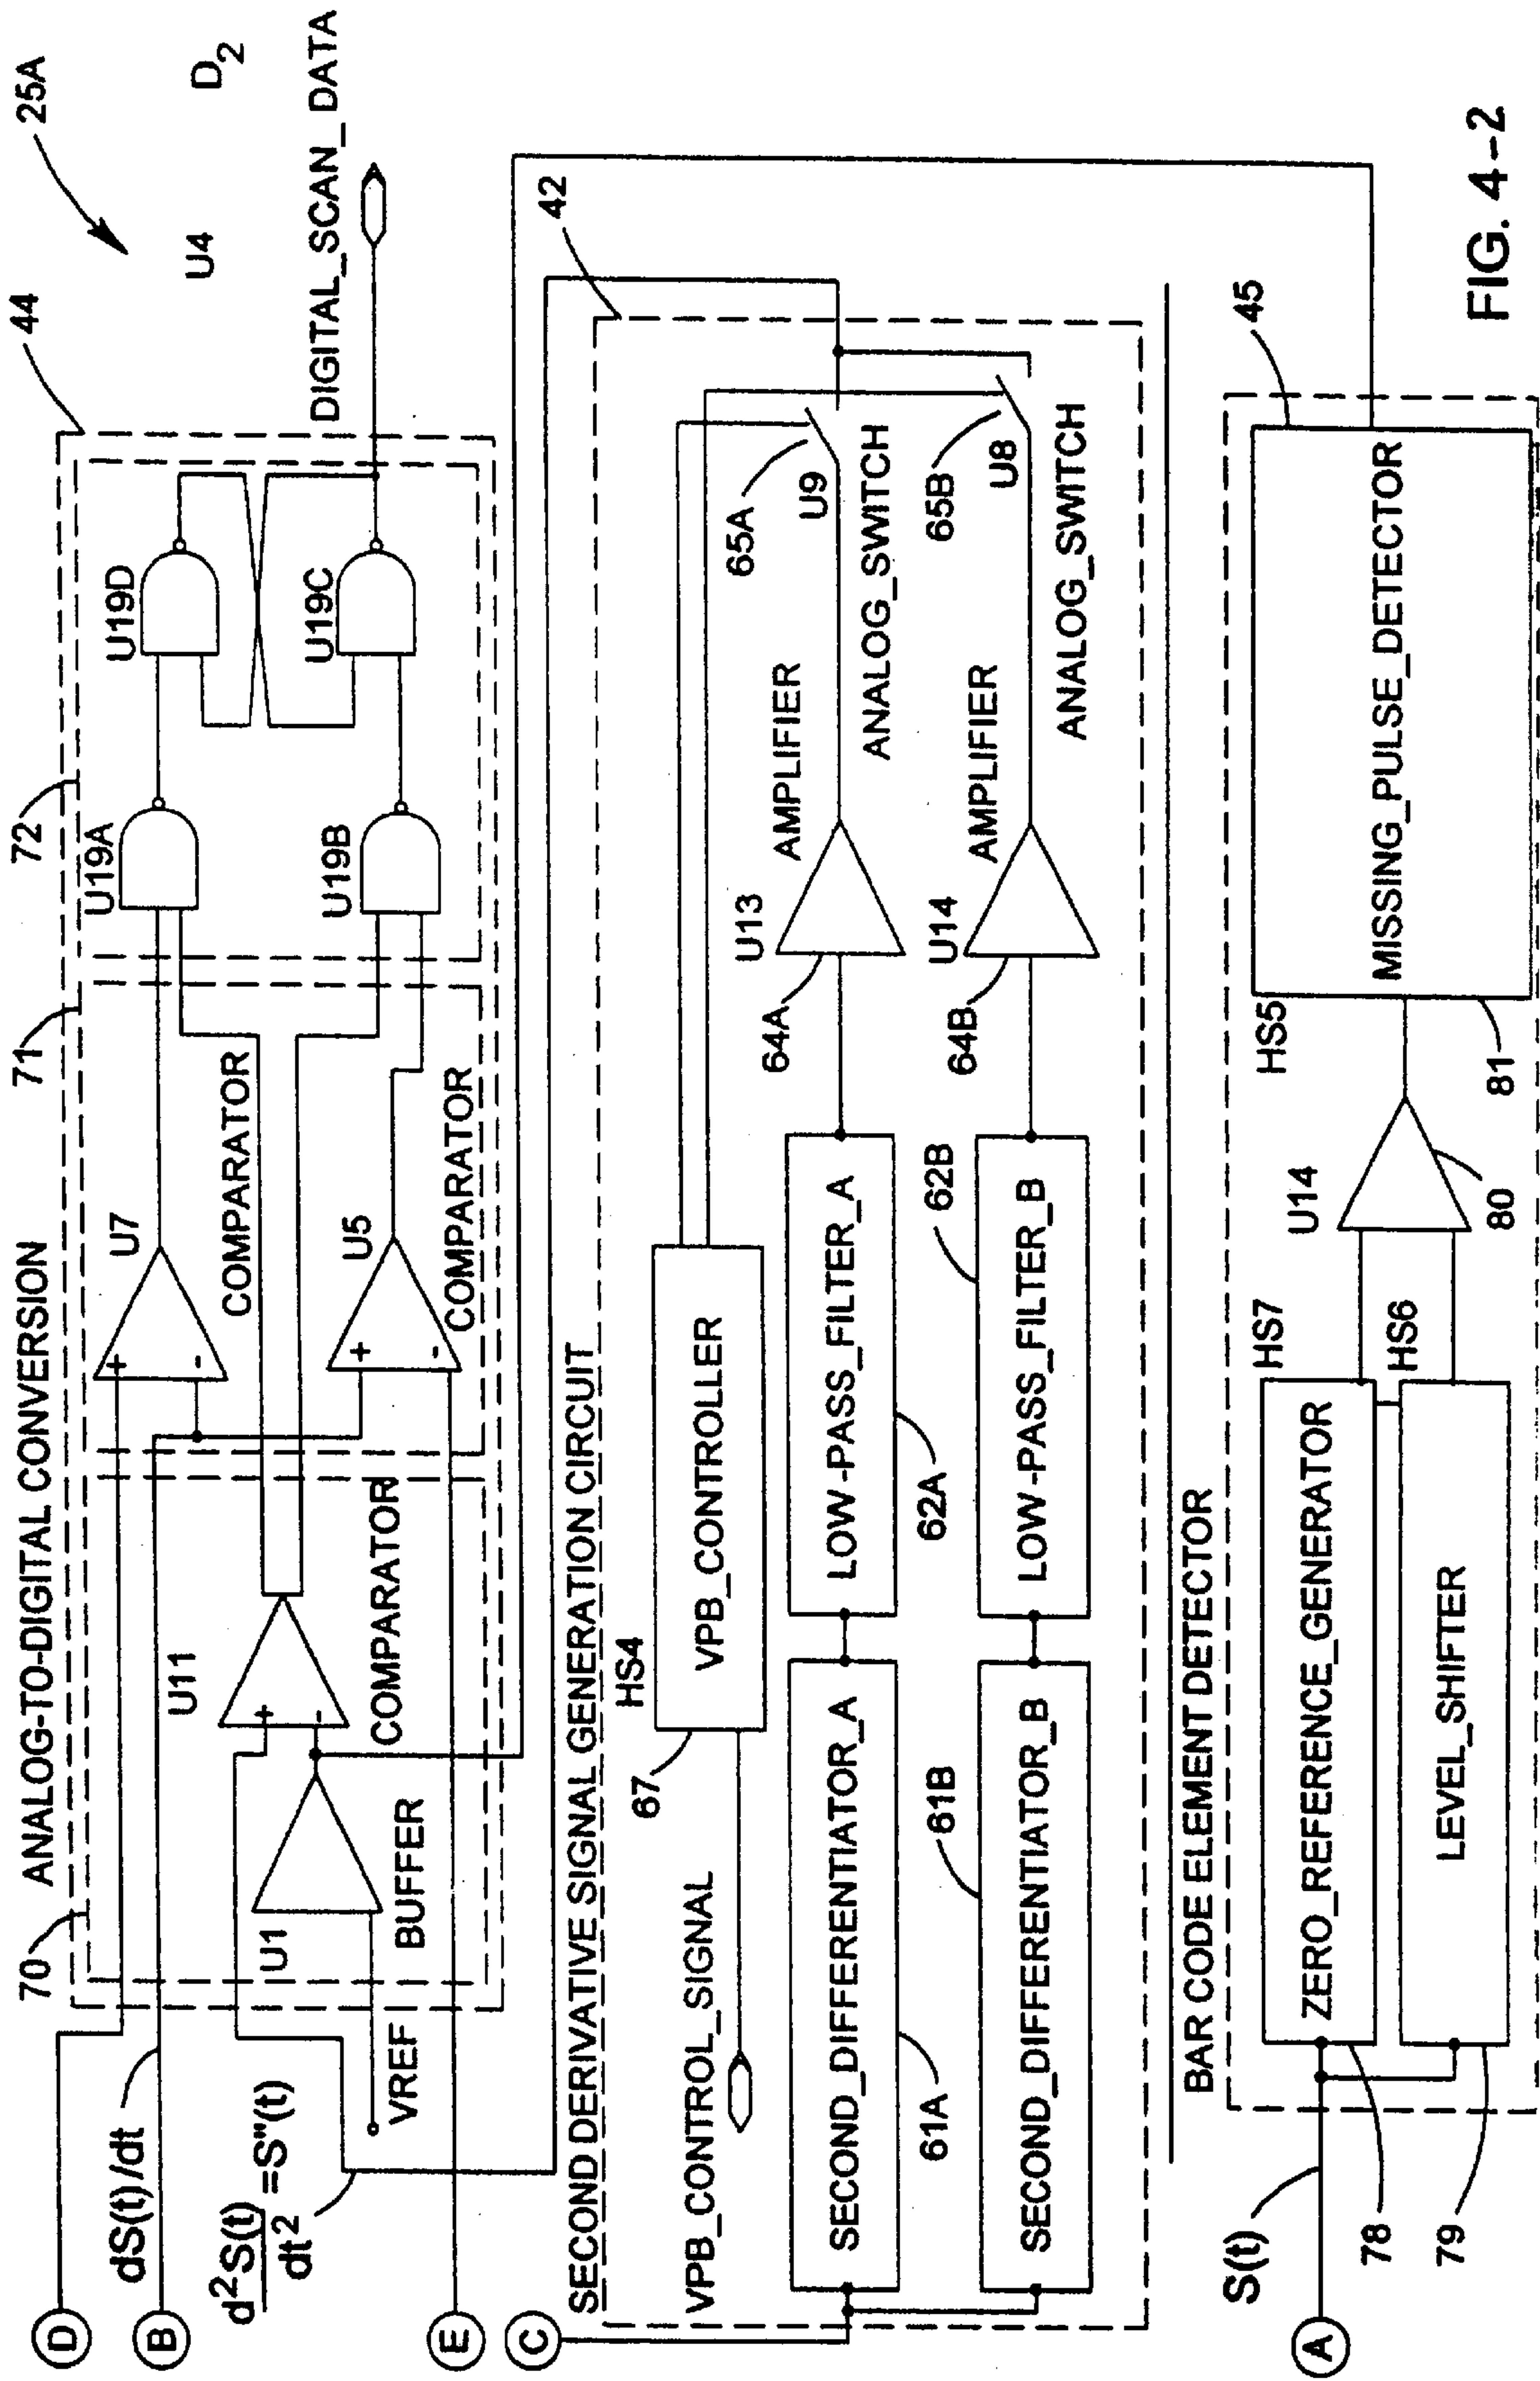 25A
D2
U4
ANALOG-TO-DIGITAL CONVERSION
44
70
71
72
D
B
E
C
dS(t)/dt
d2S(t)/dt2 =S"(t)
VREF
U1
BUFFER
U11
+
-
COMPARATOR
U7
+
-
COMPARATOR
U5
+
-
COMPARATOR
U19A
U19B
U19D
U19C
DIGITAL_SCAN_DATA
SECOND DERIVATIVE SIGNAL GENERATION CIRCUIT
42
VPB_CONTROL_SIGNAL
67
HS4
VPB_CONTROLLER
SECOND_DIFFERENTIATOR_A
61A
LOW-PASS_FILTER_A
62A
64A
U13
AMPLIFIER
65A
U9
ANALOG_SWITCH
SECOND_DIFFERENTIATOR_B
61B
LOW-PASS_FILTER_B
62B
64B
U14
AMPLIFIER
65B
U8
ANALOG_SWITCH
BAR CODE ELEMENT DETECTOR
45
A
S(t)
78
79
ZERO_REFERENCE_GENERATOR
HS7
LEVEL_SHIFTER
HS6
U14
80
HS5
81
MISSING_PULSE_DETECTOR
FIG. 4-2